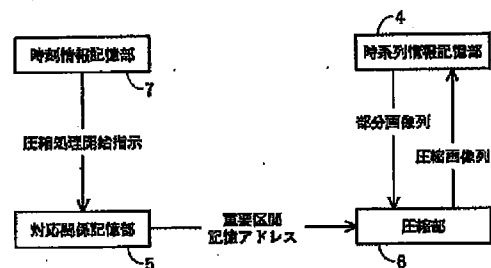 時刻情報記憶部
7
時系列情報記憶部
4
圧縮処理開始指示
部分画像列
圧縮画像列
対応関係記憶部
5
重要区間
記憶アドレス
圧縮部
6